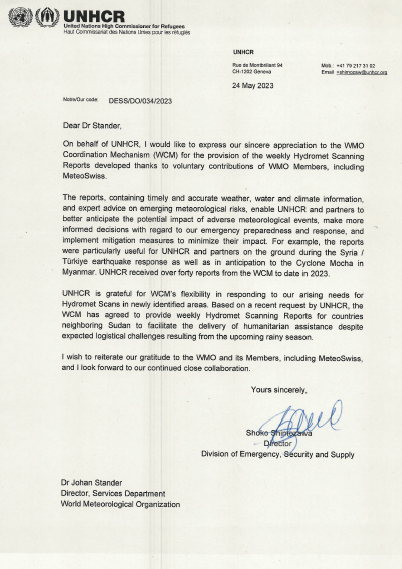 UNHCR
United Nations High Commissioner for Refugees
Haut Commissariat des Nations Unies pour les réfugiés
UNHCR
Rue de Montbrillant 94
CH-1202 Geneva
Mob.: +41 79 217 31 02
Email
24 May 2023
Notre/Our code: DESS/DO/034/2023
Dear Dr Stander,
On behalf of UNHCR, I would like to express our sincere appreciation to the WMO
Coordination Mechanism (WCM) for the provision of the weekly Hydromet Scanning
Reports developed thanks to voluntary contributions of WMO Members, including
MeteoSwiss.
The reports, containing timely and accurate weather, water and climate information,
and expert advice on emerging meteorological risks, enable UNHCR and partners to
better anticipate the potential impact of adverse meteorological events, make more
informed decisions with regard to our emergency preparedness and response, and
implement mitigation measures to minimize their impact. For example, the reports
were particularly useful for UNHCR and partners on the ground during the Syria /
Türkiye earthquake response as well as in anticipation to the Cyclone Mocha in
Myanmar. UNHCR received over forty reports from the WCM to date in 2023.
UNHCR is grateful for WCM's flexibility in responding to our arising needs for
Hydromet Scans in newly identified areas. Based on a recent request by UNHCR, the
WCM has agreed to provide weekly Hydromet Scanning Reports for countries
neighboring Sudan to facilitate the delivery of humanitarian assistance despite
expected logistical challenges resulting from the upcoming rainy season.
I wish to reiterate our gratitude to the WMO and its Members, including MeteoSwiss,
and I look forward to our continued close collaboration.
Yours sincerely,
Shoko
Director
Division of Emergency, Security and Supply
Dr Johan Stander
Director, Services Department
World Meteorological Organization